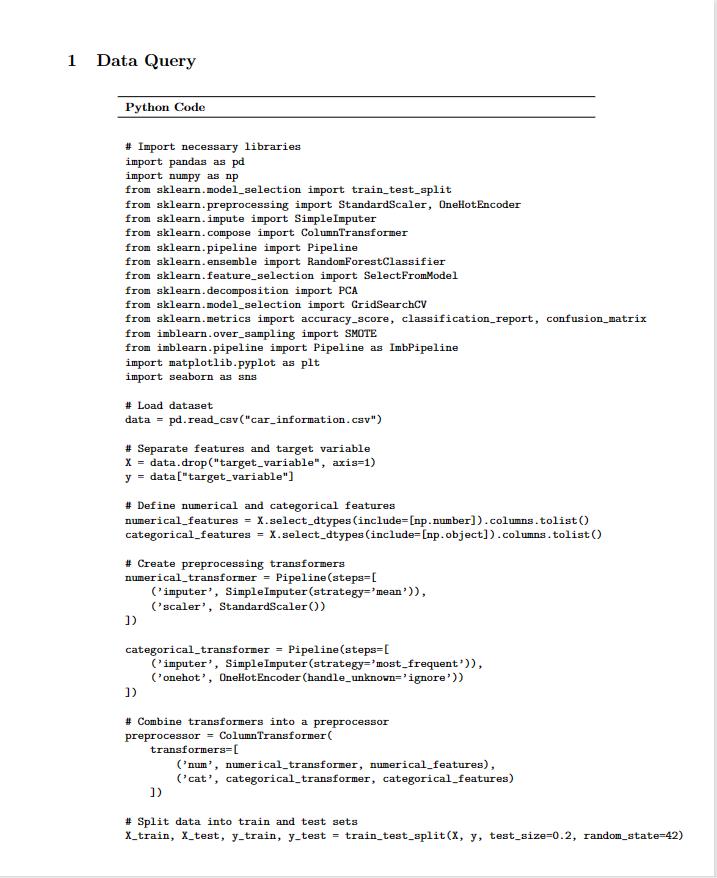 1 Data Query
Python Code
# Import necessary libraries
import pandas as pd
import numpy as np
from sklearn.model_selection import train_test_split
from sklearn.preprocessing import StandardScaler, OneHotEncoder
from sklearn.impute import SimpleImputer
from sklearn.compose import ColumnTransformer
from sklearn.pipeline import Pipeline
from sklearn.ensemble import RandomForestClassifier
from sklearn.feature_selection import SelectFromModel
from sklearn.decomposition import PCA
from sklearn.model_selection import GridSearchCV
from sklearn.metrics import accuracy_score, classification_report, confusion_matrix
from imblearn.over_sampling import SMOTE
from imblearn.pipeline import Pipeline as ImbPipeline
import matplotlib.pyplot as plt
import seaborn as sns
# Load dataset
data = pd.read_csv("car_information.csv")
# Separate features and target variable
X = data.drop("target_variable", axis=1)
y = data["target_variable"]
# Define numerical and categorical features
numerical_features = X.select_dtypes(include=[np.number]).columns.tolist()
categorical_features = X.select_dtypes(include=[np.object]).columns.tolist()
# Create preprocessing transformers
numerical_transformer = Pipeline(steps=[
    (’imputer’, SimpleImputer(strategy=’mean’)),
    (’scaler’, StandardScaler())
])
categorical_transformer = Pipeline(steps=[
    (’imputer’, SimpleImputer(strategy=’most_frequent’)),
    (’onehot’, OneHotEncoder(handle_unknown=’ignore’))
])
# Combine transformers into a preprocessor
preprocessor = ColumnTransformer(
    transformers=[
        (’num’, numerical_transformer, numerical_features),
        (’cat’, categorical_transformer, categorical_features)
    ])
# Split data into train and test sets
X_train, X_test, y_train, y_test = train_test_split(X, y, test_size=0.2, random_state=42)